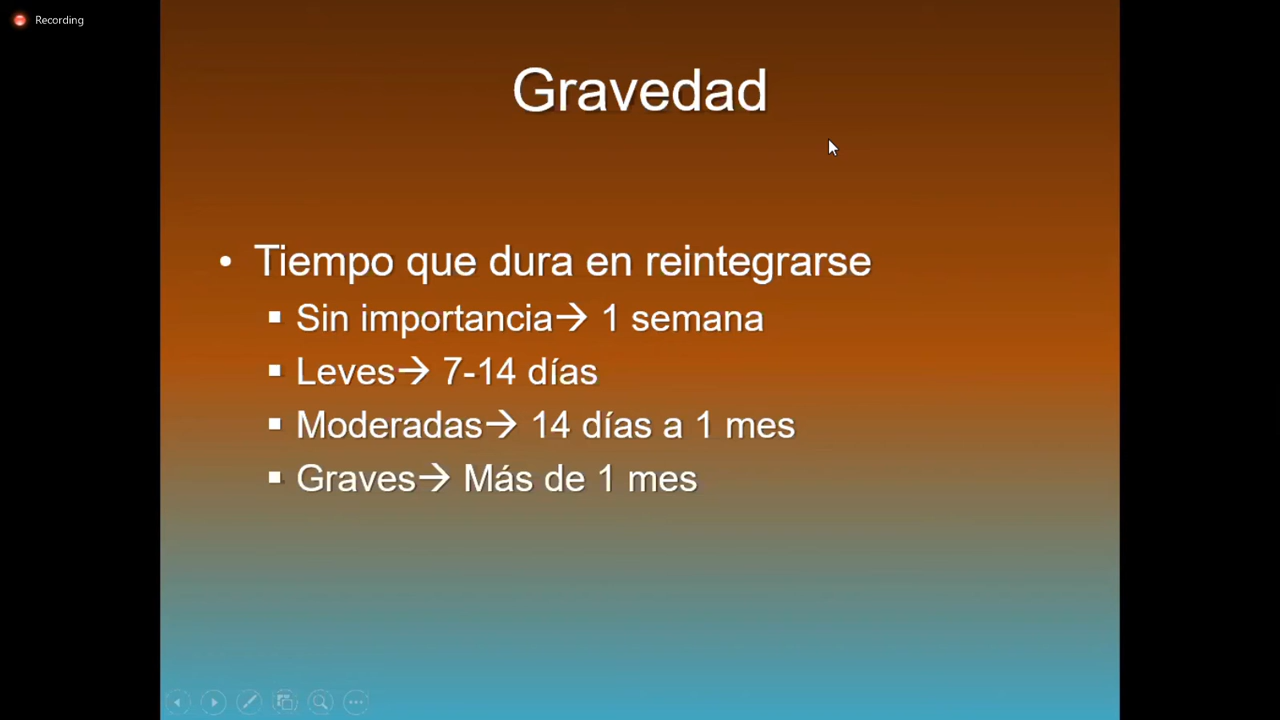 Recording
Gravedad
• Tiempo que dura en reintegrarse
▪ Sin importancia→ 1 semana
▪ Leves→ 7-14 días
▪ Moderadas→ 14 días a 1 mes
▪ Graves→ Más de 1 mes